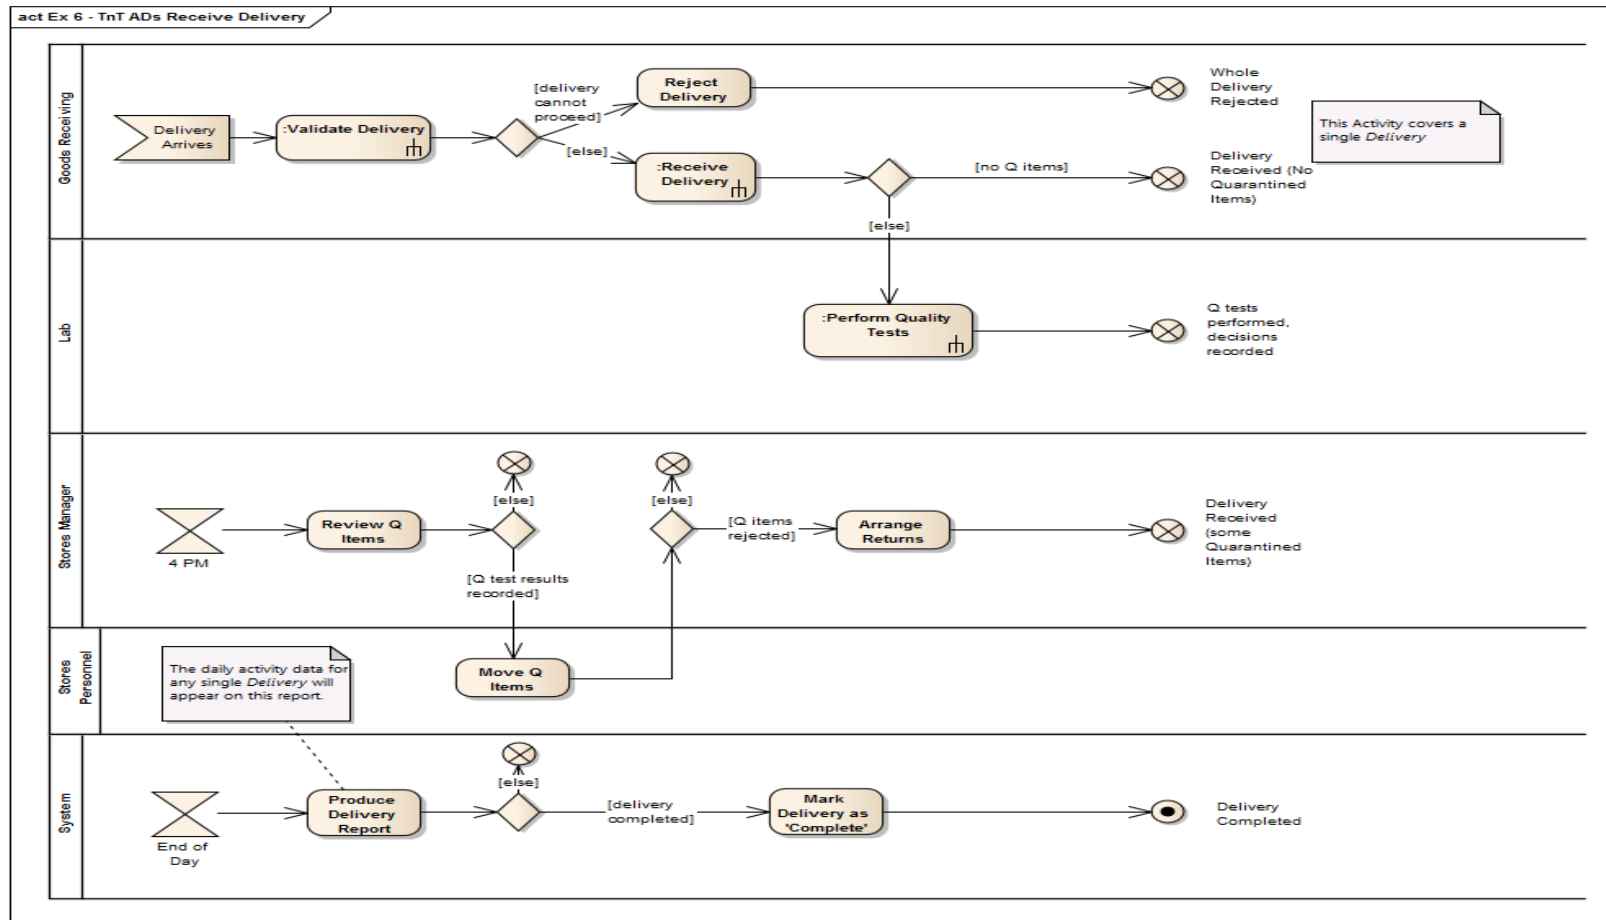 act Ex 6 - TnT ADs Receive Delivery
Goods Receiving
Delivery
Arrives
:Validate Delivery
[delivery
cannot
proceed]
[else]
Reject
Delivery
:Receive
Delivery
[no Q items]
[else]
Whole
Delivery
Rejected
Delivery
Received (No
Quarantined
Items)
This Activity covers a
single Delivery
Lab
:Perform Quality
Tests
Q tests
performed,
decisions
recorded
Stores Manager
4 PM
Review Q
Items
[else]
[Q test results
recorded]
[else]
[Q items
rejected]
Arrange
Returns
Delivery
Received
(some
Quarantined
Items)
Stores
Personnel
The daily activity data for
any single Delivery will
appear on this report.
Move Q
Items
System
End of
Day
Produce
Delivery
Report
[else]
[delivery
completed]
Mark
Delivery as
'Complete'
Delivery
Completed